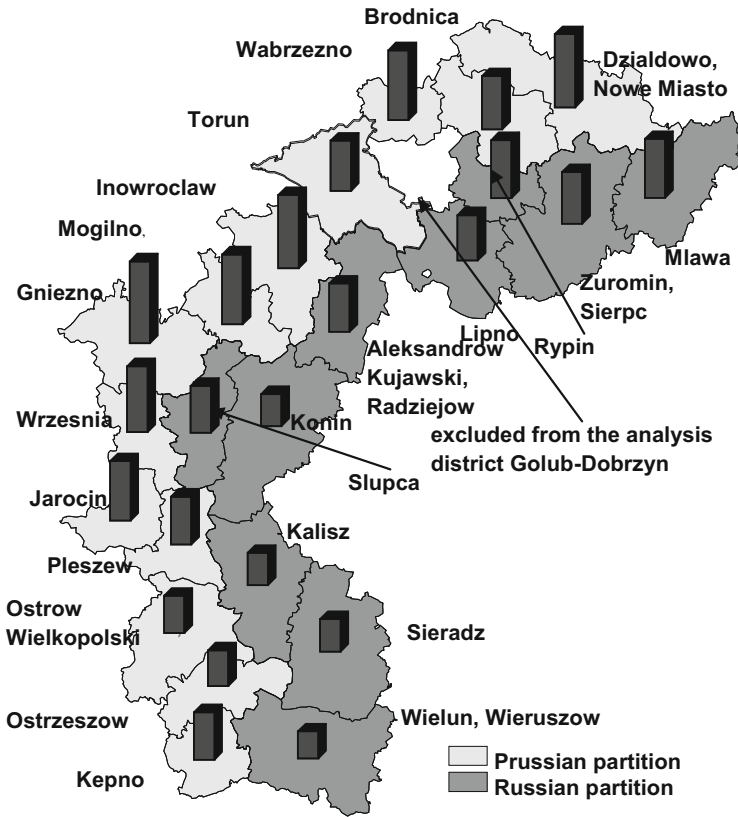 Brodnica
Wabrzezno
Dzialdowo,
Nowe Miasto
Torun
Inowroclaw
Mogilno.
Mlawa
Gniezno
Zuromin,
Sierpc
Lipno
Rypin
Aleksandrow
Kujawski,
Radziejow
Wrzesnia
Konin
excluded from the analysis
district Golub-Dobrzyn
Slupca
Jarocin
Kalisz
Pleszew
Ostrow
Wielkopolski
Sieradz
Ostrzeszow
Wielun, Wieruszow
Kepno
Prussian partition
Russian partition